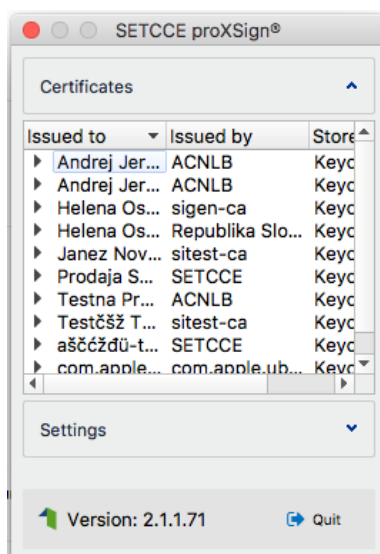 SETCCE proXSign®
Certificates
Issued to Issued by Store
Andrej Jer... ACNLB Keyc
Andrej Jer... ACNLB Keyc
Helena Os... sigen-ca Keyc
Helena Os... Republika Slo... Keyc
Janez Nov... sitest-ca Keyc
Prodaja S... SETCCE Keyc
Testna Pr... ACNLB Keyc
Testčšž T... sitest-ca Keyc
aščćžđü-t... SETCCE Keyc
com.apple... com.apple.ub... Keyc
Settings
Version: 2.1.1.71 Quit